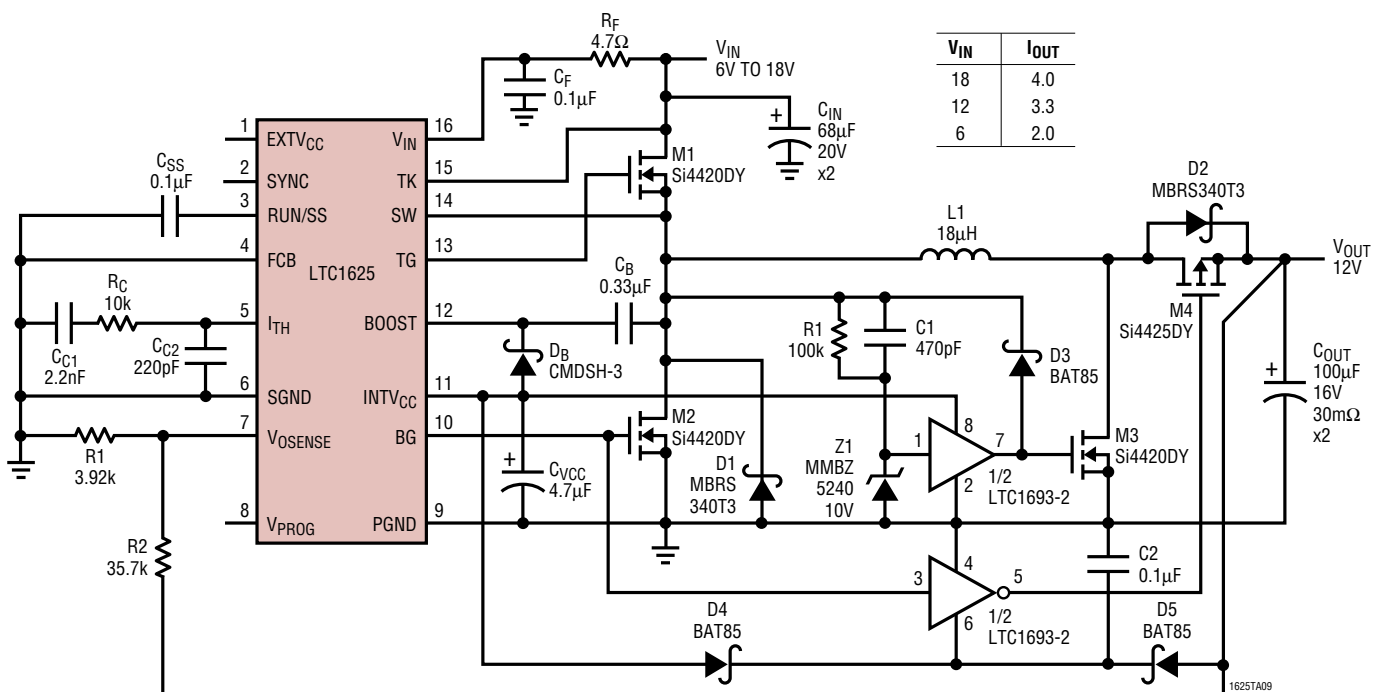 R_F
4.7Ω
V_IN
6V TO 18V
C_F
0.1µF
V_IN I_OUT
18 4.0
12 3.3
6 2.0
C_IN
68µF
20V
x2
+
1
EXTV_CC
2
SYNC
3
RUN/SS
4
FCB
5
I_TH
6
SGND
7
V_OSENSE
8
V_PROG
LTC1625
16
V_IN
15
TK
14
SW
13
TG
12
BOOST
11
INTV_CC
10
BG
9
PGND
C_SS
0.1µF
R_C
10k
C_C1
2.2nF
C_C2
220pF
R1
3.92k
R2
35.7k
M1
Si4420DY
C_B
0.33µF
D_B
CMDSH-3
+
C_VCC
4.7µF
M2
Si4420DY
D1
MBRS
340T3
L1
18µH
R1
100k
C1
470pF
D3
BAT85
Z1
MMBZ
5240
10V
1
8
7
2
1/2
LTC1693-2
M3
Si4420DY
D2
MBRS340T3
M4
Si4425DY
V_OUT
12V
+
C_OUT
100µF
16V
30mΩ
x2
3
4
5
6
1/2
LTC1693-2
C2
0.1µF
D4
BAT85
D5
BAT85
1625TA09